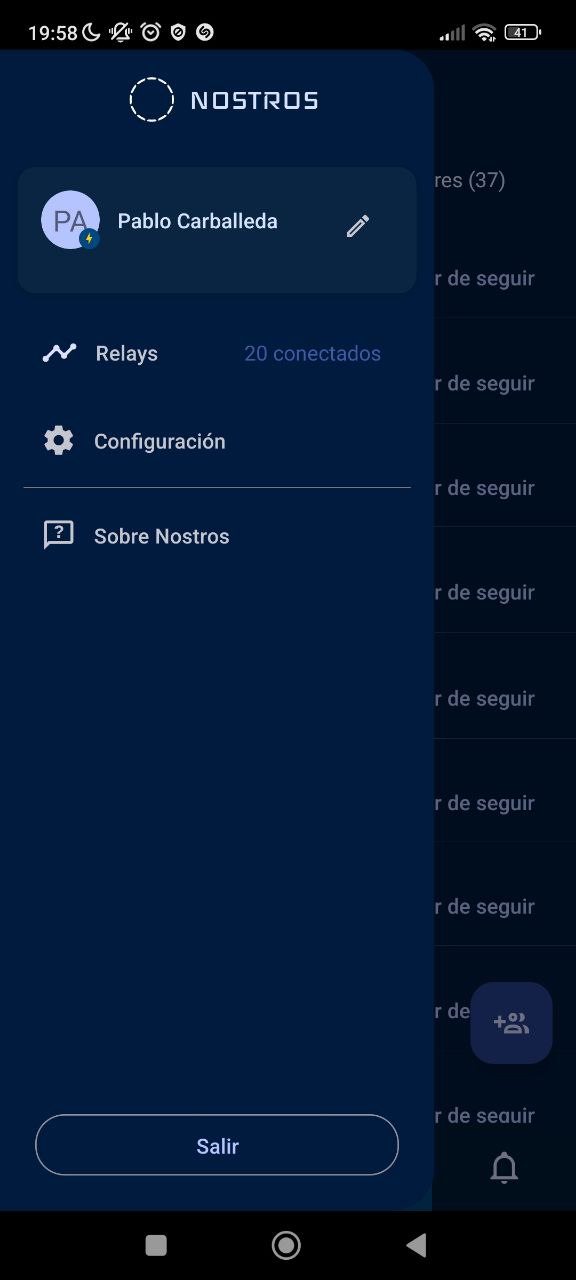 19:58
41
NOSTROS
res (37)
PA
Pablo Carballeda
r de seguir
Relays
20 conectados
r de seguir
Configuración
r de seguir
Sobre Nostros
r de seguir
r de seguir
r de seguir
r de seguir
r de
r de seguir
Salir